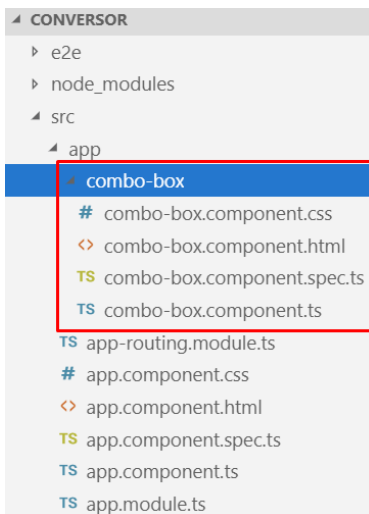 CONVERSOR
e2e
node_modules
src
app
combo-box
# combo-box.component.css
<> combo-box.component.html
TS combo-box.component.spec.ts
TS combo-box.component.ts
TS app-routing.module.ts
# app.component.css
<> app.component.html
TS app.component.spec.ts
TS app.component.ts
TS app.module.ts